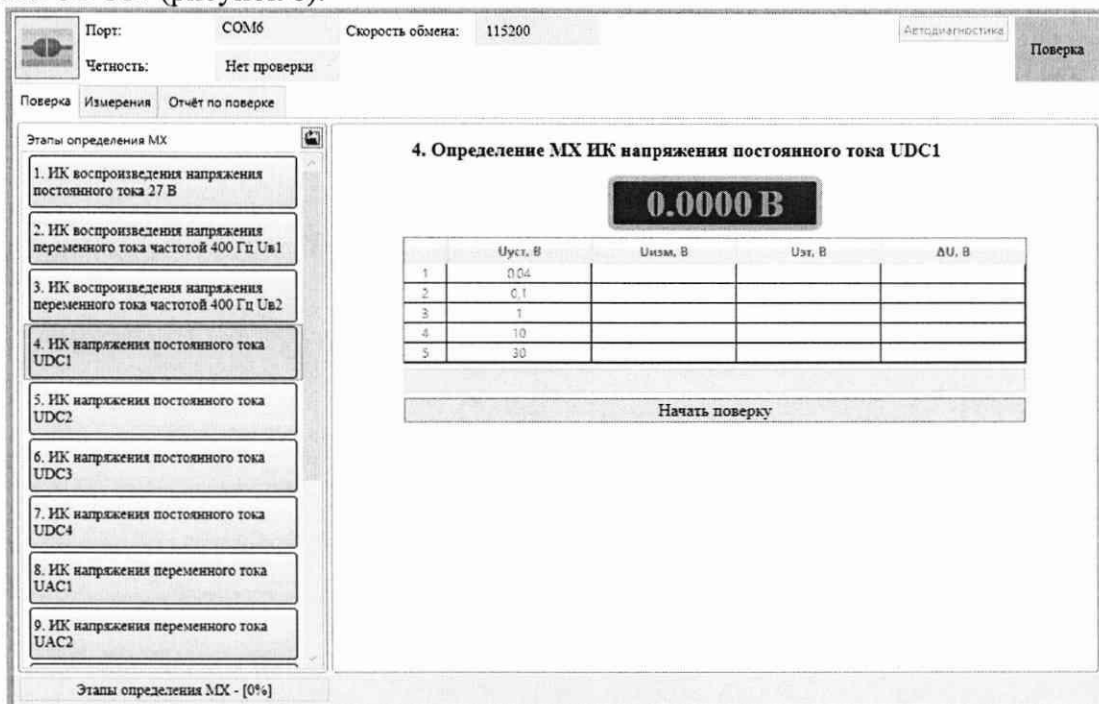 (рисунок 6).
Порт: COM6 Скорость обмена: 115200 Автодиагностика Поверка
Четность: Нет проверки
Поверка Измерения Отчёт по поверке
Этапы определения МХ
1. ИК воспроизведения напряжения
постоянного тока 27 В
2. ИК воспроизведения напряжения
переменного тока частотой 400 Гц Uв1
3. ИК воспроизведения напряжения
переменного тока частотой 400 Гц Uв2
4. ИК напряжения постоянного тока
UDC1
5. ИК напряжения постоянного тока
UDC2
6. ИК напряжения постоянного тока
UDC3
7. ИК напряжения постоянного тока
UDC4
8. ИК напряжения переменного тока
UAC1
9. ИК напряжения переменного тока
UAC2
Этапы определения МХ - [0%]
4. Определение МХ ИК напряжения постоянного тока UDC1
0.0000 В
Uуст, В Uизм, В Uэт, В ΔU, В
1 0,04
2 0,1
3 1
4 10
5 30
Начать поверку